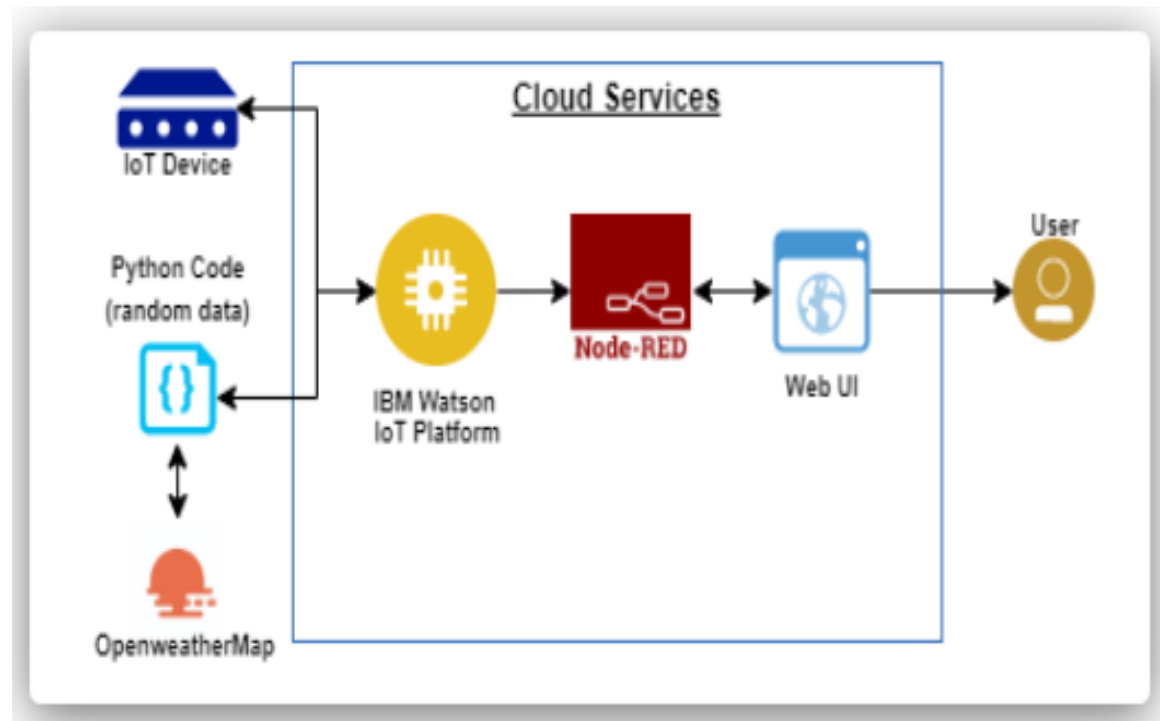 Cloud Services
IoT Device
Python Code
(random data)
{}
OpenweatherMap
IBM Watson
IoT Platform
Node-RED
Web UI
User